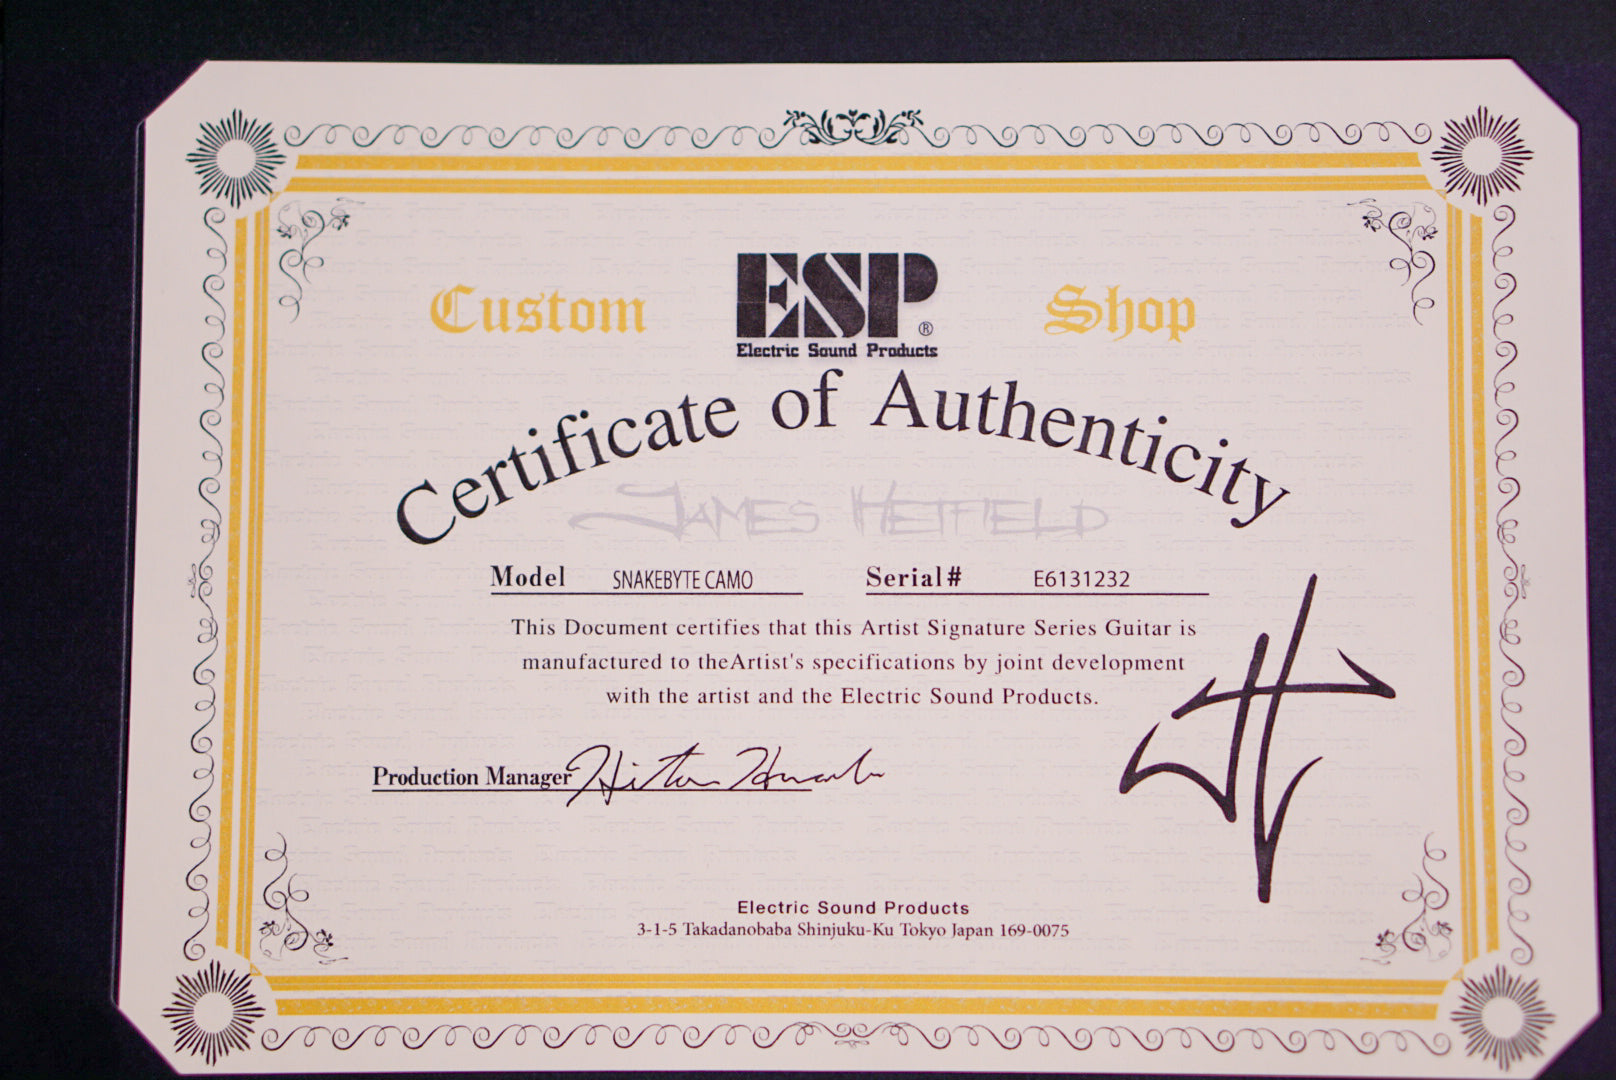 Custom ESP® Shop
Electric Sound Products
Certificate of Authenticity
JAMES HETFIELD
Model SNAKEBYTE CAMO Serial# E6131232
This Document certifies that this Artist Signature Series Guitar is
manufactured to theArtist's specifications by joint development
with the artist and the Electric Sound Products.
Production Manager
Electric Sound Products
3-1-5 Takadanobaba Shinjuku-Ku Tokyo Japan 169-0075